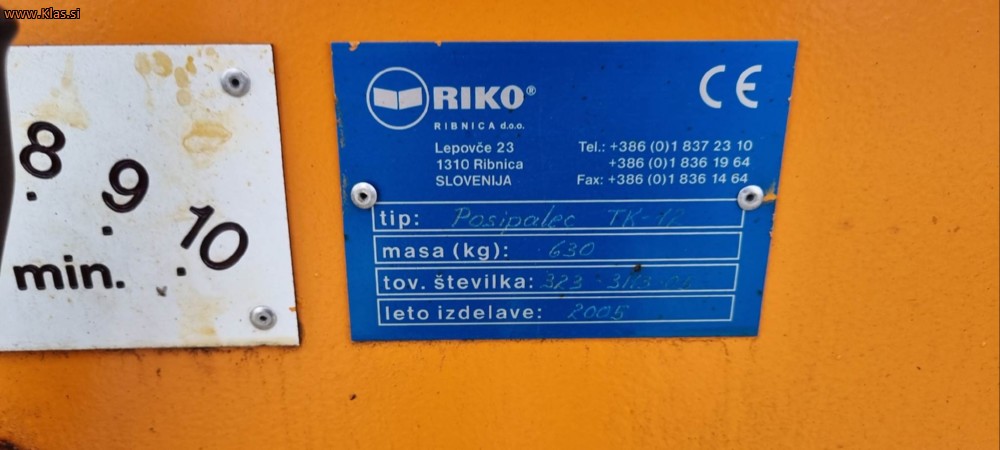 www.Klas.si
8
9
10
min.
RIKO®
RIBNICA d.o.o.
Lepovče 23
1310 Ribnica
SLOVENIJA
CE
Tel.: +386 (0)1 837 23 10
+386 (0)1 836 19 64
Fax: +386 (0)1 836 14 64
tip: Posipalec TK-12
masa (kg): 630
tov. številka:
leto izdelave: 2005